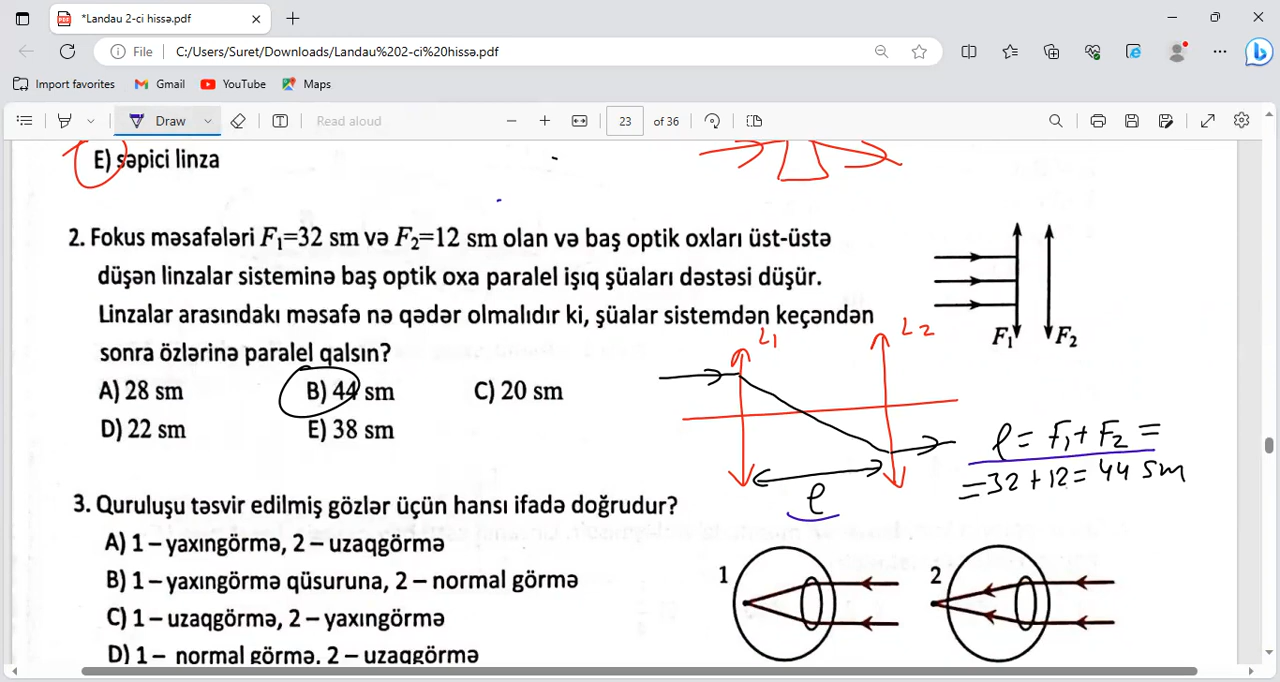 *Landau 2-ci hissə.pdf
File
C:/Users/Suret/Downloads/Landau%202-ci%20hissə.pdf
Import favorites
Gmail
YouTube
Maps
Draw
Read aloud
23 of 36
E) səpici linza
2. Fokus məsafələri F₁=32 sm və F₂=12 sm olan və baş optik oxları üst-üstə
düşən linzalar sisteminə baş optik oxa paralel işıq şüaları dəstəsi düşür.
Linzalar arasındakı məsafə nə qədər olmalıdır ki, şüalar sistemdən keçəndən
sonra özlərinə paralel qalsın?
A) 28 sm B) 44 sm C) 20 sm
D) 22 sm E) 38 sm
F₁ F₂
L₁ L₂
ℓ
ℓ = F₁ + F₂ =
= 32 + 12 = 44 sm
3. Quruluşu təsvir edilmiş gözlər üçün hansı ifadə doğrudur?
A) 1 – yaxıngörmə, 2 – uzaqgörmə
B) 1 – yaxıngörmə qüsuruna, 2 – normal görmə
C) 1 – uzaqgörmə, 2 – yaxıngörmə
D) 1 – normal görmə, 2 – uzaqgörmə
1 2